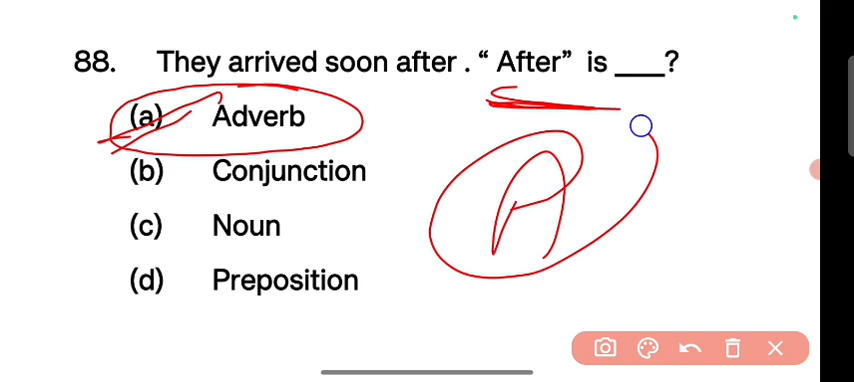 88. They arrived soon after . “ After” is ____?
(a) Adverb
(b) Conjunction
(c) Noun
(d) Preposition
A